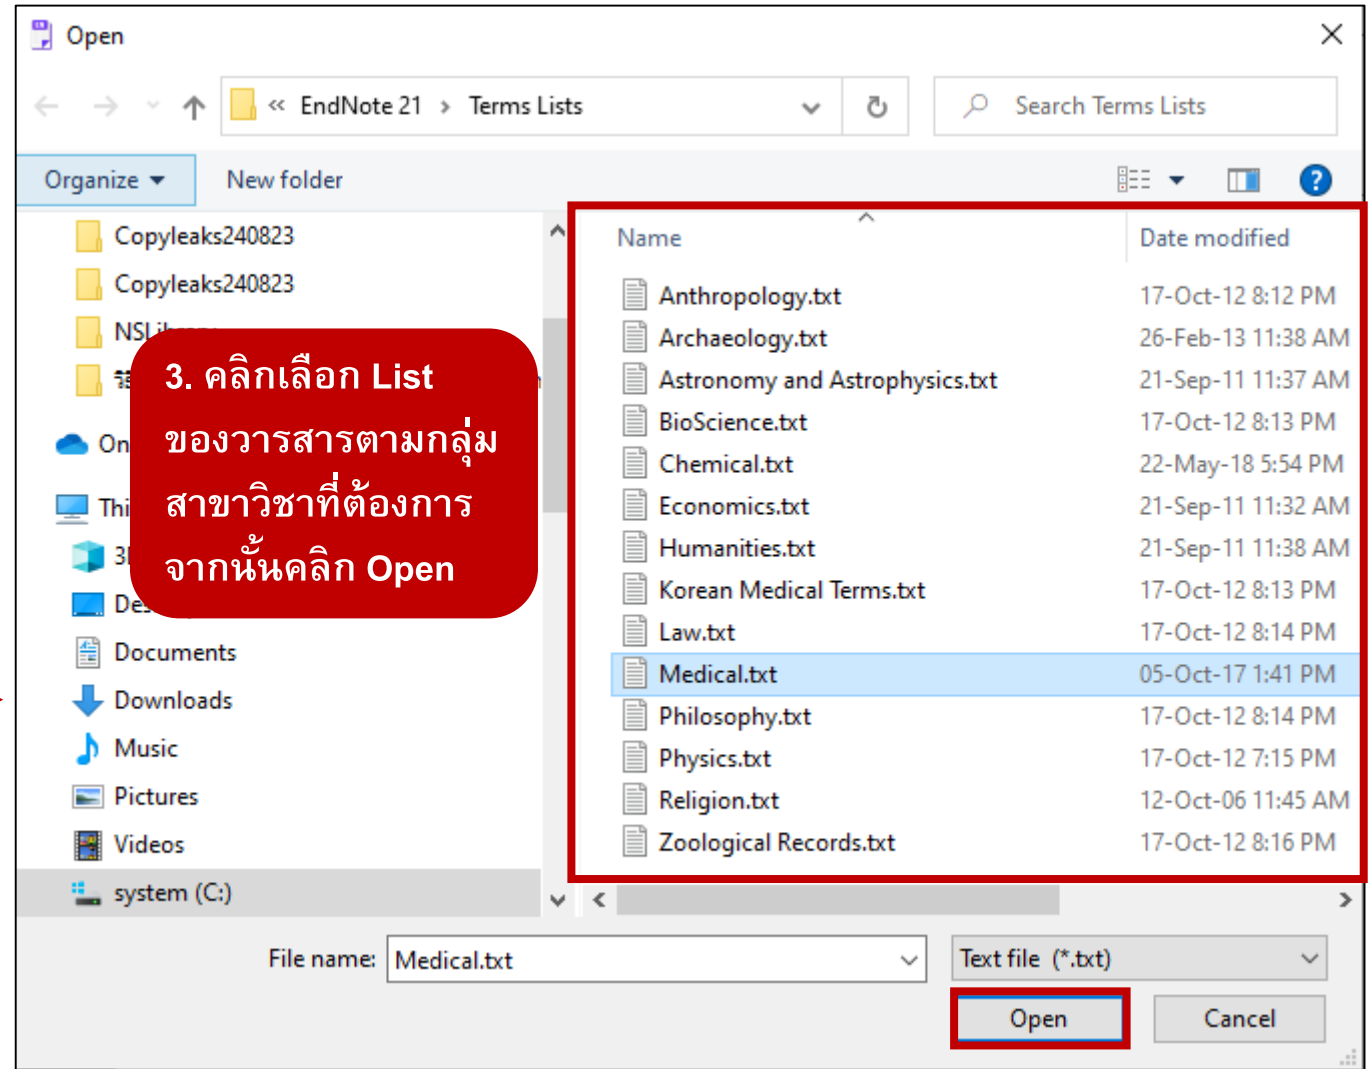 Open
EndNote 21 Terms Lists
Search Terms Lists
Organize
New folder
Copyleaks240823
Copyleaks240823
3. คลิกเลือก List
ของวารสารตามกลุ่ม
สาขาวิชาที่ต้องการ
จากนั้นคลิก Open
Documents
Downloads
Music
Pictures
Videos
system (C:)
Name Date modified
Anthropology.txt 17-Oct-12 8:12 PM
Archaeology.txt 26-Feb-13 11:38 AM
Astronomy and Astrophysics.txt 21-Sep-11 11:37 AM
BioScience.txt 17-Oct-12 8:13 PM
Chemical.txt 22-May-18 5:54 PM
Economics.txt 21-Sep-11 11:32 AM
Humanities.txt 21-Sep-11 11:38 AM
Korean Medical Terms.txt 17-Oct-12 8:13 PM
Law.txt 17-Oct-12 8:14 PM
Medical.txt 05-Oct-17 1:41 PM
Philosophy.txt 17-Oct-12 8:14 PM
Physics.txt 17-Oct-12 7:15 PM
Religion.txt 12-Oct-06 11:45 AM
Zoological Records.txt 17-Oct-12 8:16 PM
File name: Medical.txt
Text file (*.txt)
Open
Cancel